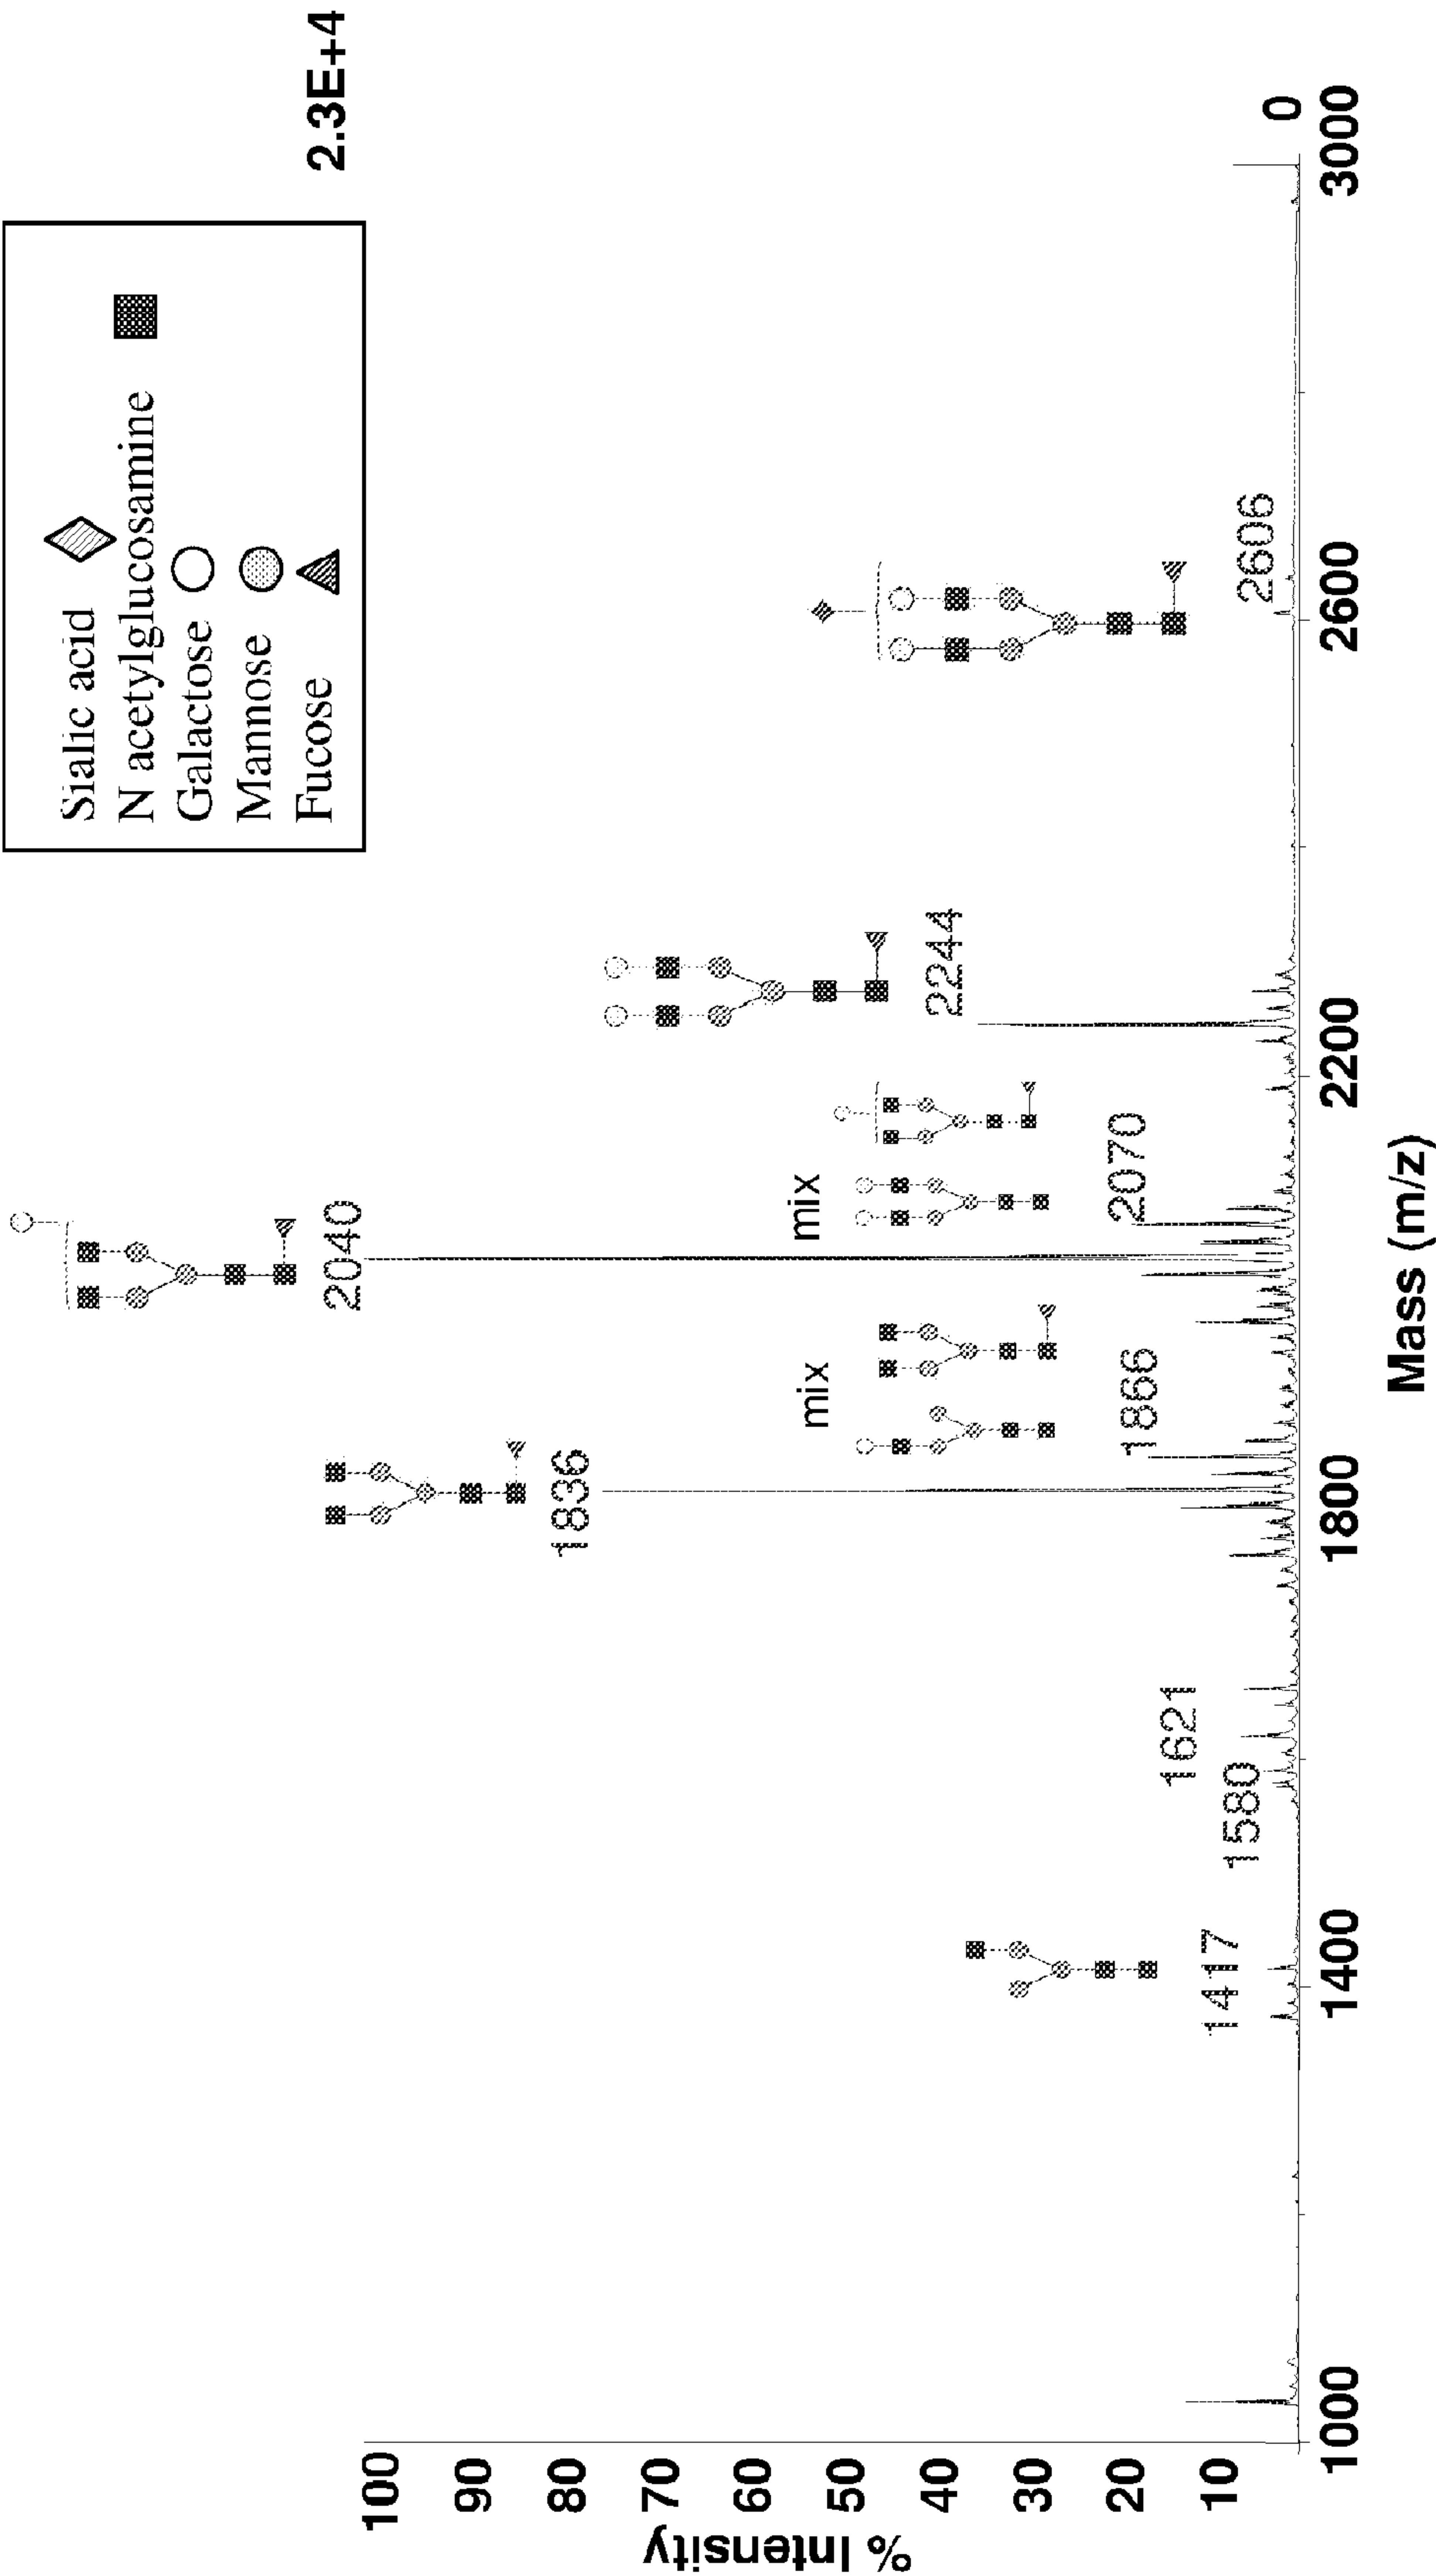 Sialic acid
N acetylglucosamine
Galactose
Mannose
Fucose
2.3E+4
% Intensity
100
90
80
70
60
50
40
30
20
10
0
1417
1580
1621
1836
mix
1866
2040
mix
2070
2244
2606
1000
1400
1800
2200
2600
3000
Mass (m/z)